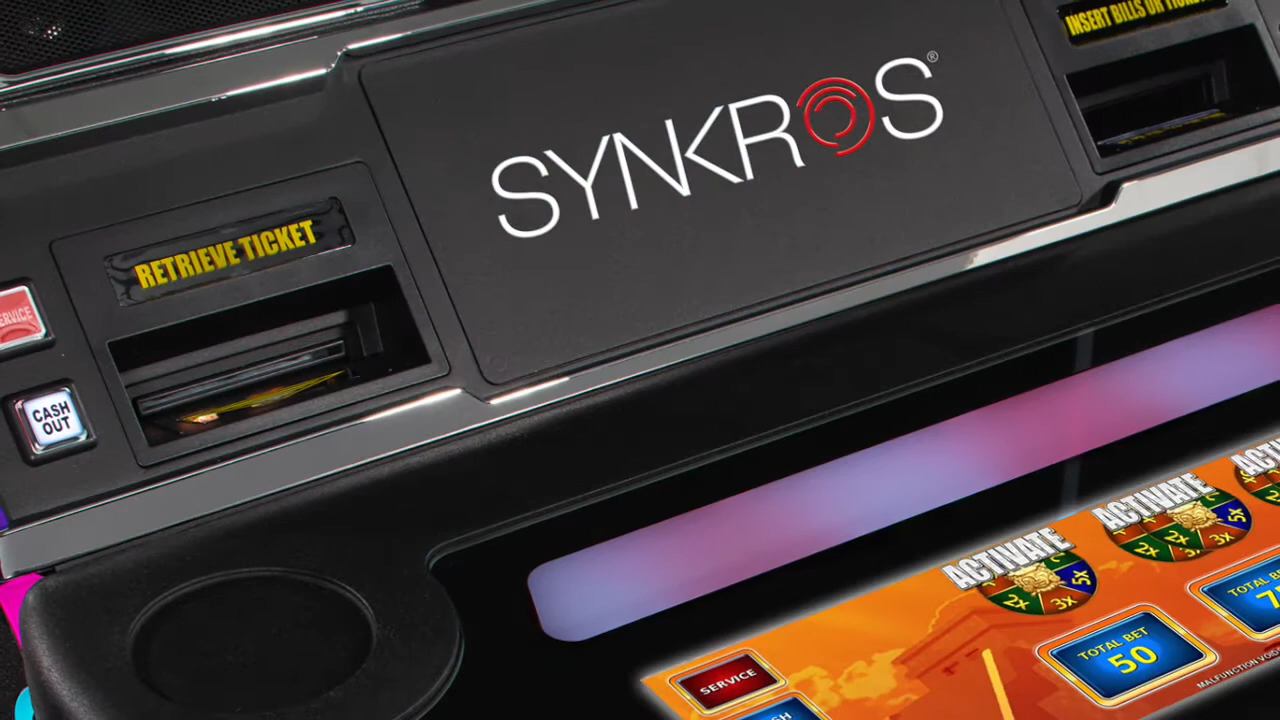 INSERT BILLS OR TICKET
SYNKROS®
RETRIEVE TICKET
SERVICE
CASH
OUT
ACTIVATE
2X
3X
5X
ACTIVATE
2X
2X
3X
5X
SERVICE
TOTAL BET
50
TOTAL